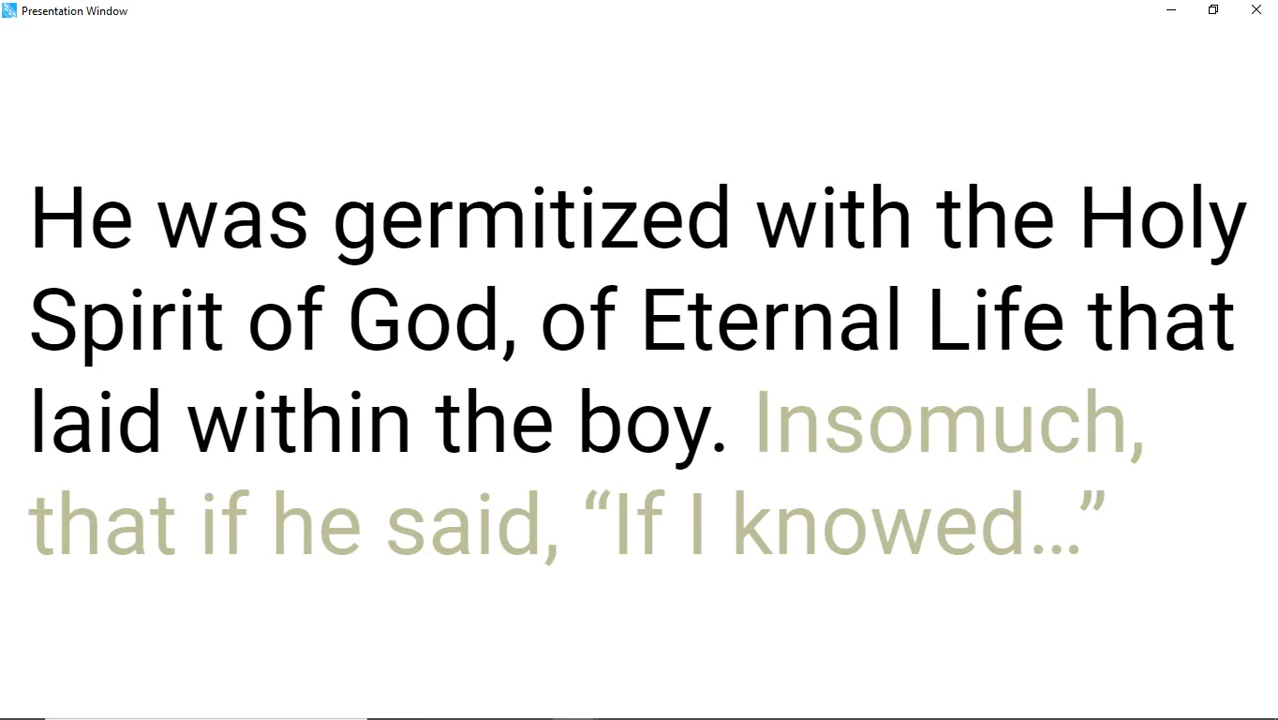 Presentation Window
He was germitized with the Holy
Spirit of God, of Eternal Life that
laid within the boy. Insomuch,
that if he said, “If I knowed…”